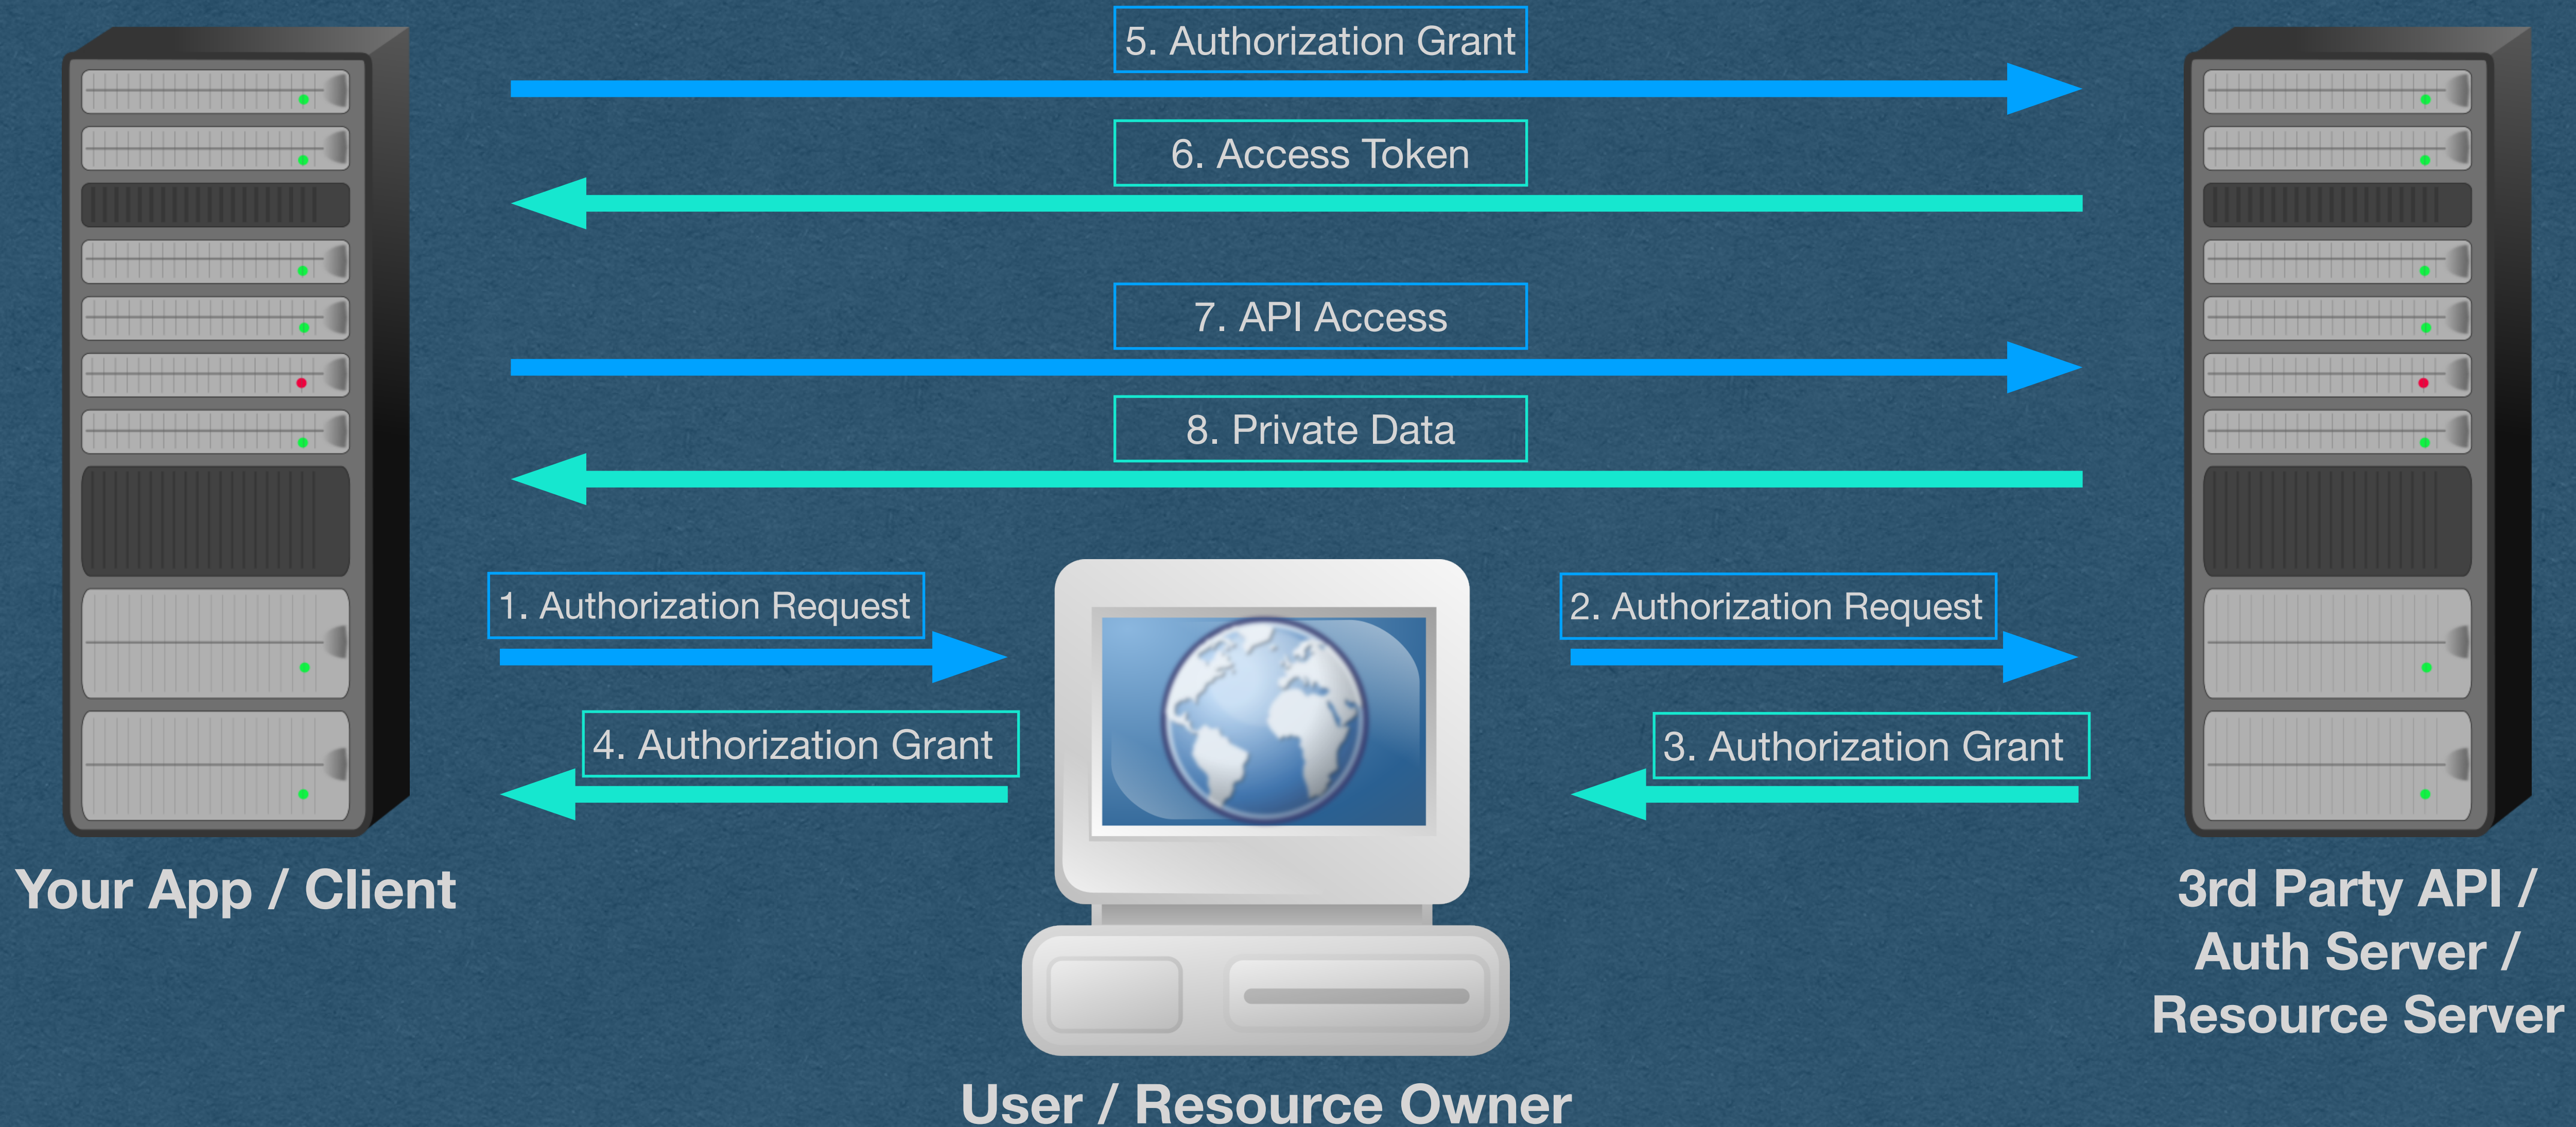 5. Authorization Grant
6. Access Token
7. API Access
8. Private Data
1. Authorization Request
2. Authorization Request
4. Authorization Grant
3. Authorization Grant
Your App / Client
3rd Party API /
Auth Server /
Resource Server
User / Resource Owner